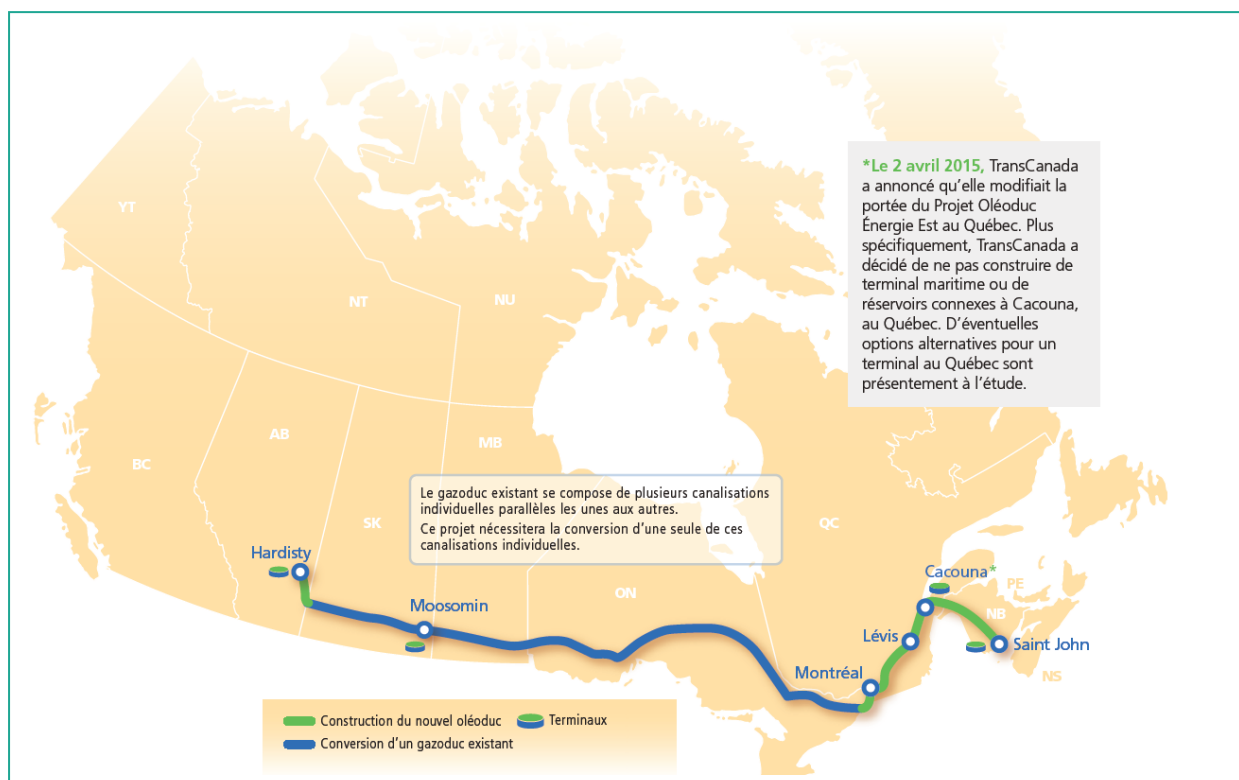 *Le 2 avril 2015, TransCanada
a annoncé qu'elle modifiait la
portée du Projet Oléoduc
Énergie Est au Québec. Plus
spécifiquement, TransCanada a
décidé de ne pas construire de
terminal maritime ou de
réservoirs connexes à Cacouna,
au Québec. D'éventuelles
options alternatives pour un
terminal au Québec sont
présentement à l'étude.
YT
NT
NU
BC
AB
SK
MB
Le gazoduc existant se compose de plusieurs canalisations
individuelles parallèles les unes aux autres.
Ce projet nécessitera la conversion d'une seule de ces
canalisations individuelles.
QC
ON
Hardisty
Moosomin
Cacouna*
PE
NB
Lévis
Saint John
Montréal
NS
Construction du nouvel oléoduc
Terminaux
Conversion d'un gazoduc existant